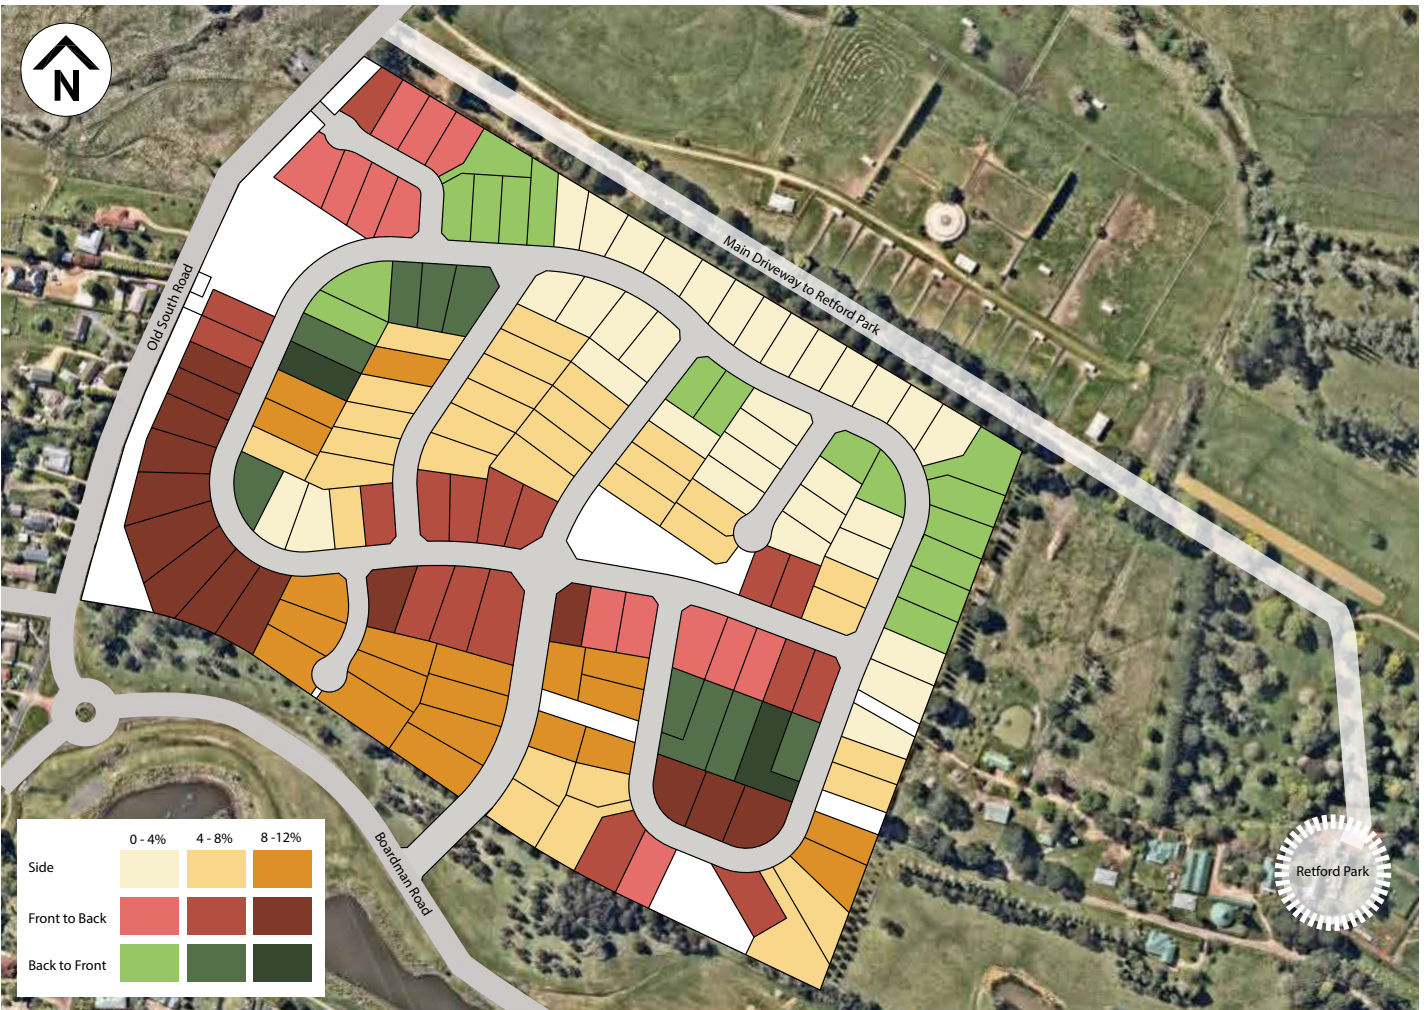 N
Main Driveway to Retford Park
Old South Road
Boardman Road
Retford Park
0 - 4% 4 - 8% 8 -12%
Side
Front to Back
Back to Front